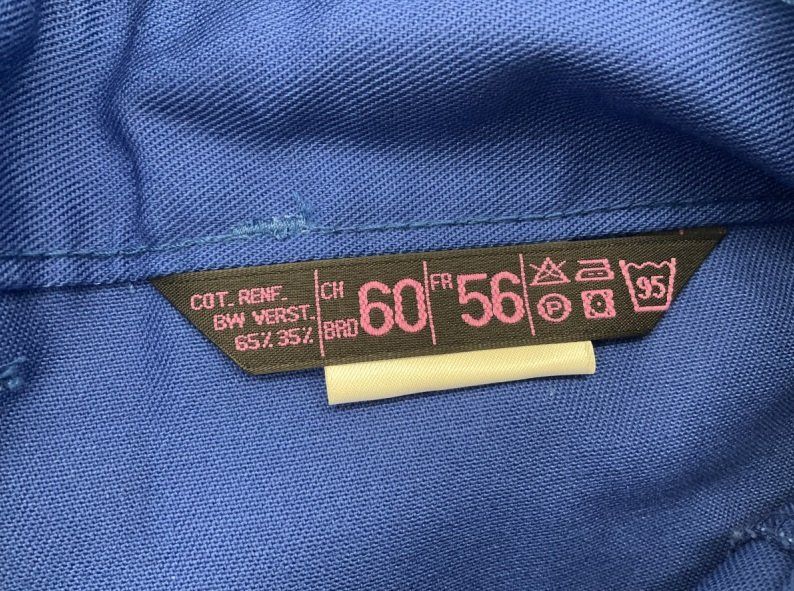 COT. RENF.
BW VERST.
65% 35%
CH
BRD
60
FR
56
P
95